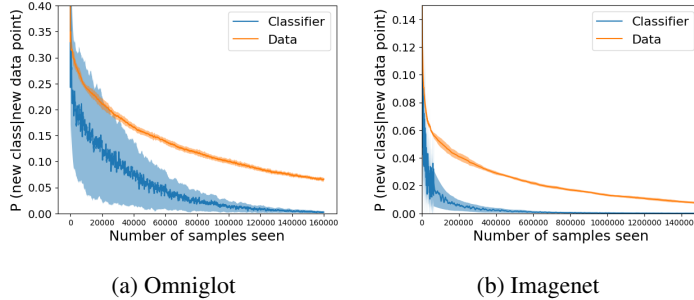 0.40
0.35
0.30
0.25
0.20
0.15
0.10
0.05
0.00
P (new class|new data point)
Classifier
Data
0 20000 40000 60000 80000 100000 120000 140000 160000
Number of samples seen
(a) Omniglot
0.14
0.12
0.10
0.08
0.06
0.04
0.02
0.00
P (new class|new data point)
Classifier
Data
0 200000 400000 600000 800000 1000000 1200000 1400000
Number of samples seen
(b) Imagenet